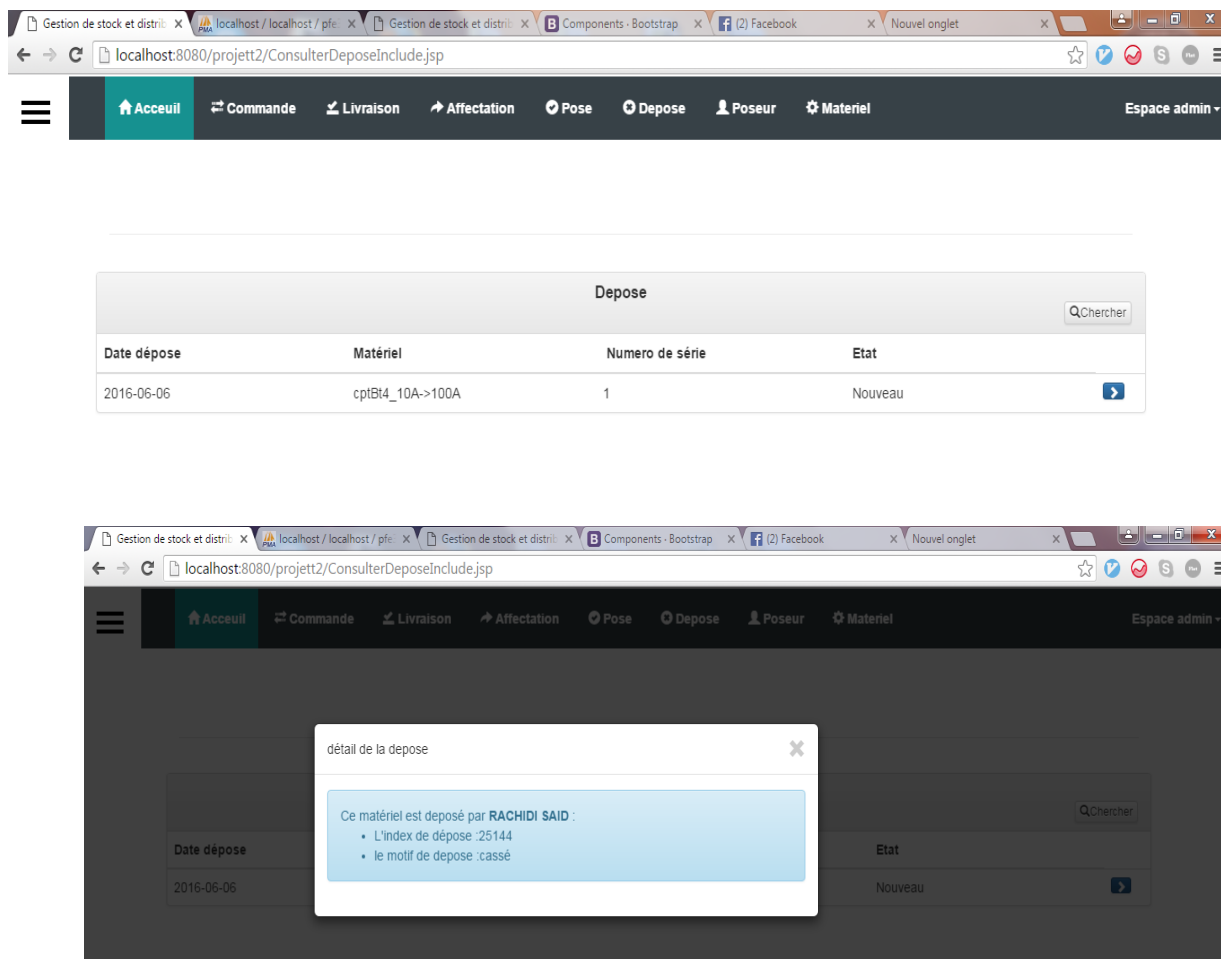 Gestion de stock et distrib localhost / localhost / pfe Gestion de stock et distrib Components · Bootstrap (2) Facebook Nouvel onglet
localhost:8080/projett2/ConsulterDeposeInclude.jsp
Acceuil Commande Livraison Affectation Pose Depose Poseur Materiel Espace admin
Depose
Chercher
Date dépose Matériel Numero de série Etat
2016-06-06 cptBt4_10A->100A 1 Nouveau
Gestion de stock et distrib localhost / localhost / pfe Gestion de stock et distrib Components · Bootstrap (2) Facebook Nouvel onglet
localhost:8080/projett2/ConsulterDeposeInclude.jsp
Acceuil Commande Livraison Affectation Pose Depose Poseur Materiel Espace admin
détail de la depose
Chercher
Ce matériel est deposé par RACHIDI SAID :
• L'index de dépose :25144
• le motif de depose :cassè
Date dépose Etat
2016-06-06 Nouveau